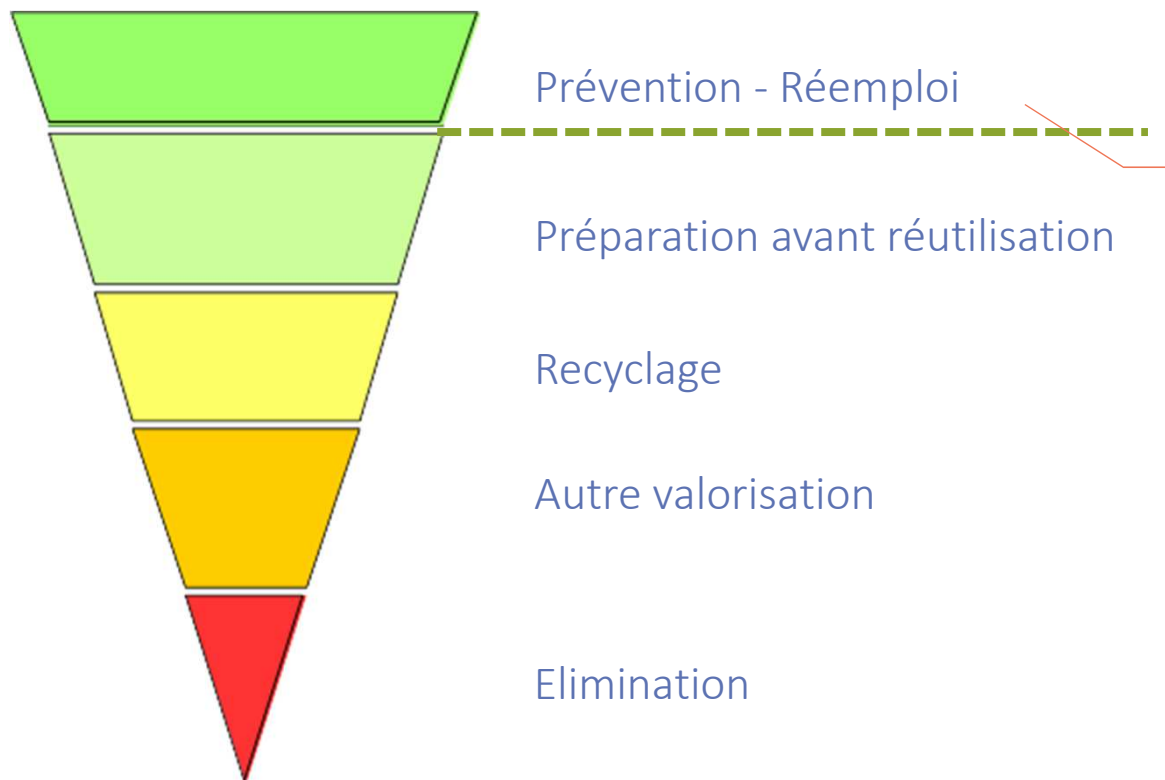 Prévention - Réemploi
Préparation avant réutilisation
Recyclage
Autre valorisation
Elimination